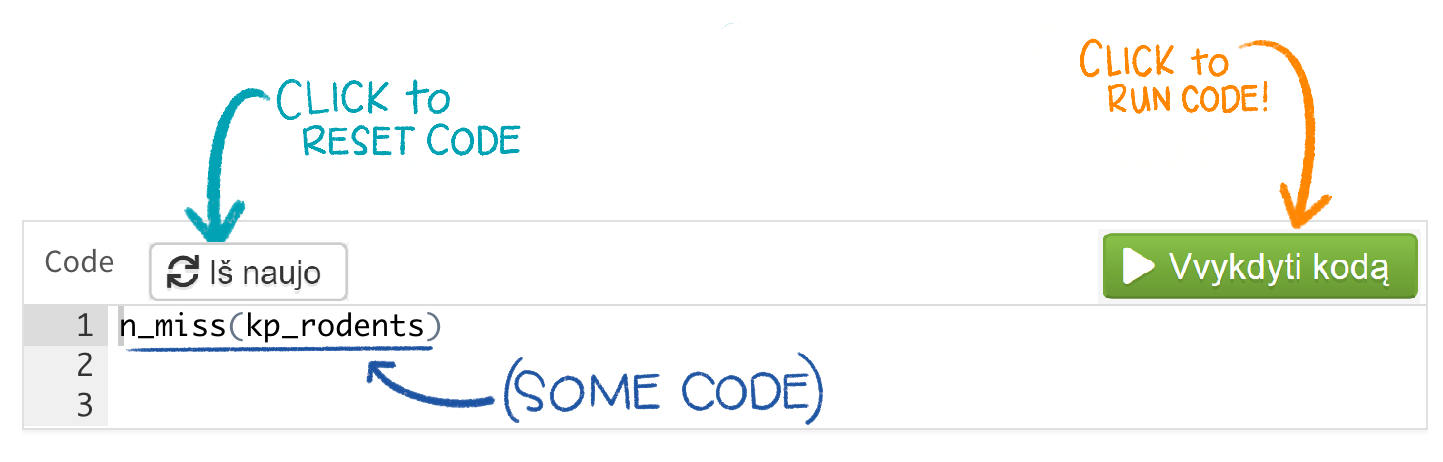 CLICK to
RESET CODE
CLICK to
RUN CODE!
Code
Iš naujo
Vvykdyti kodą
1 n_miss(kp_rodents)
2
3
(SOME CODE)